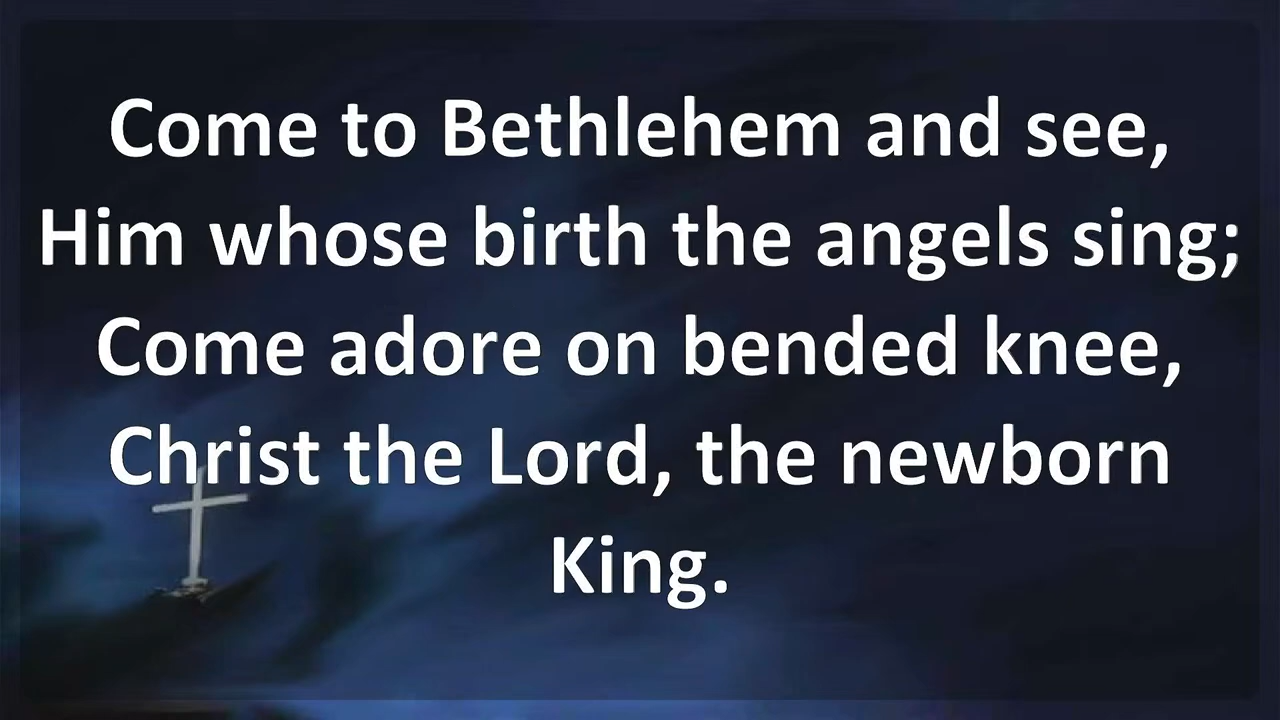 Come to Bethlehem and see,
Him whose birth the angels sing;
Come adore on bended knee,
Christ the Lord, the newborn
King.